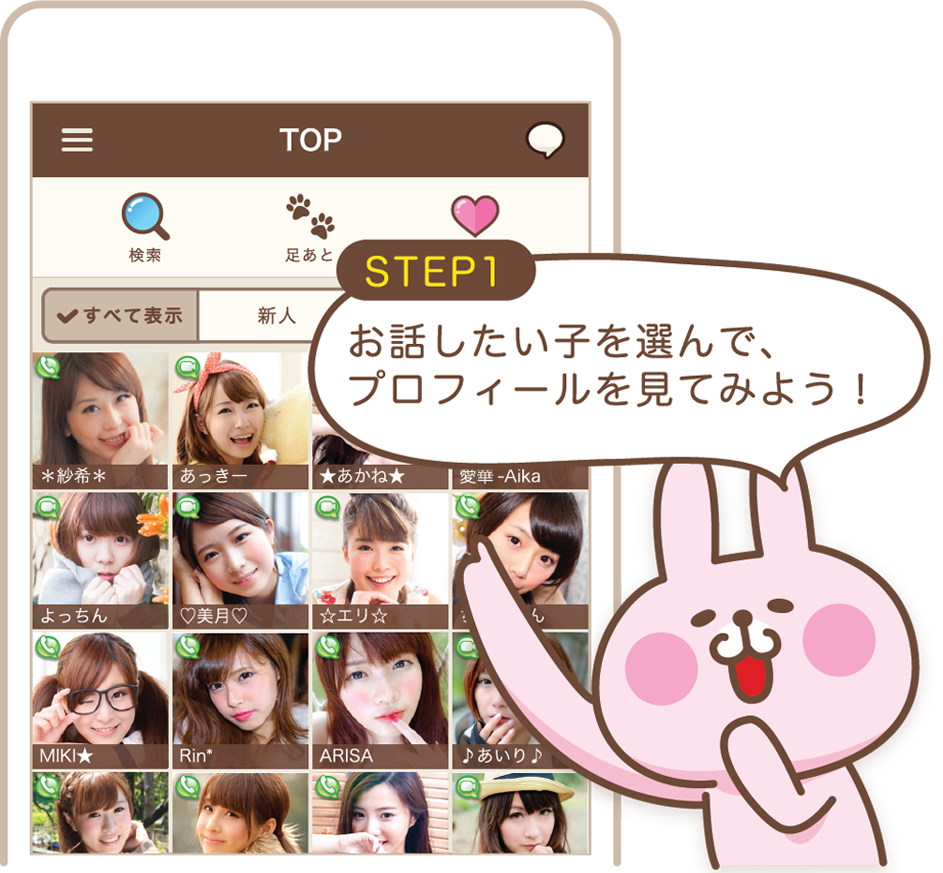 TOP
検索
足あと
STEP1
すべて表示
新人
お話したい子を選んで、
プロフィールを見てみよう！
＊紗希＊
あっきー
★あかね★
愛華-Aika
よっちん
♡美月♡
☆エリ☆
ん
MIKI★
Rin*
ARISA
♪あいり♪